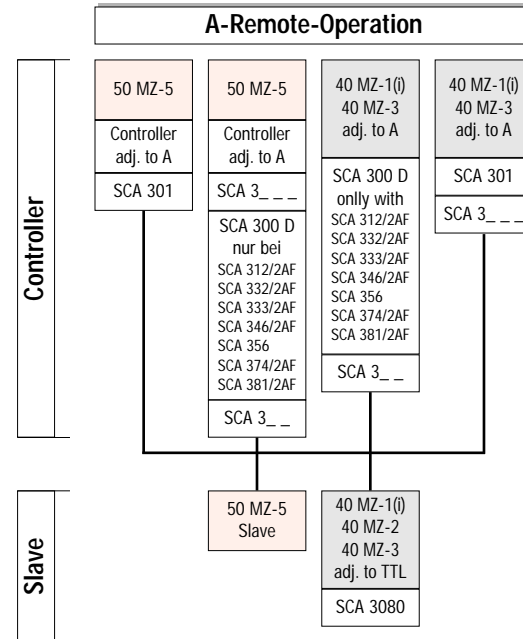 A-Remote-Operation
Controller
50 MZ-5
Controller
adj. to A
SCA 301
50 MZ-5
Controller
adj. to A
SCA 3_ _ _
SCA 300 D
nur bei
SCA 312/2AF
SCA 332/2AF
SCA 333/2AF
SCA 346/2AF
SCA 356
SCA 374/2AF
SCA 381/2AF
SCA 3_ _
40 MZ-1(i)
40 MZ-3
adj. to A
SCA 300 D
onlly with
SCA 312/2AF
SCA 332/2AF
SCA 333/2AF
SCA 346/2AF
SCA 356
SCA 374/2AF
SCA 381/2AF
SCA 3_ _
40 MZ-1(i)
40 MZ-3
adj. to A
SCA 301
SCA 3_ _ _
Slave
50 MZ-5
Slave
40 MZ-1(i)
40 MZ-2
40 MZ-3
adj. to TTL
SCA 3080